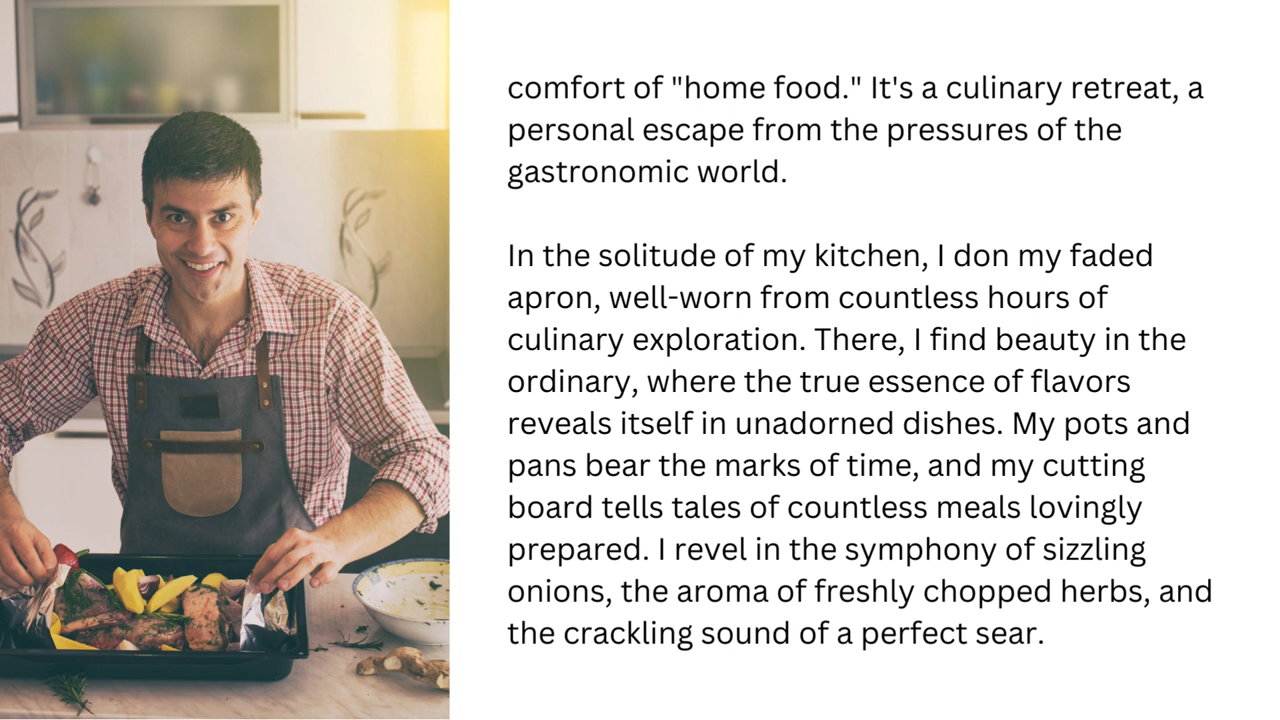 comfort of "home food." It's a culinary retreat, a
personal escape from the pressures of the
gastronomic world.
In the solitude of my kitchen, I don my faded
apron, well-worn from countless hours of
culinary exploration. There, I find beauty in the
ordinary, where the true essence of flavors
reveals itself in unadorned dishes. My pots and
pans bear the marks of time, and my cutting
board tells tales of countless meals lovingly
prepared. I revel in the symphony of sizzling
onions, the aroma of freshly chopped herbs, and
the crackling sound of a perfect sear.